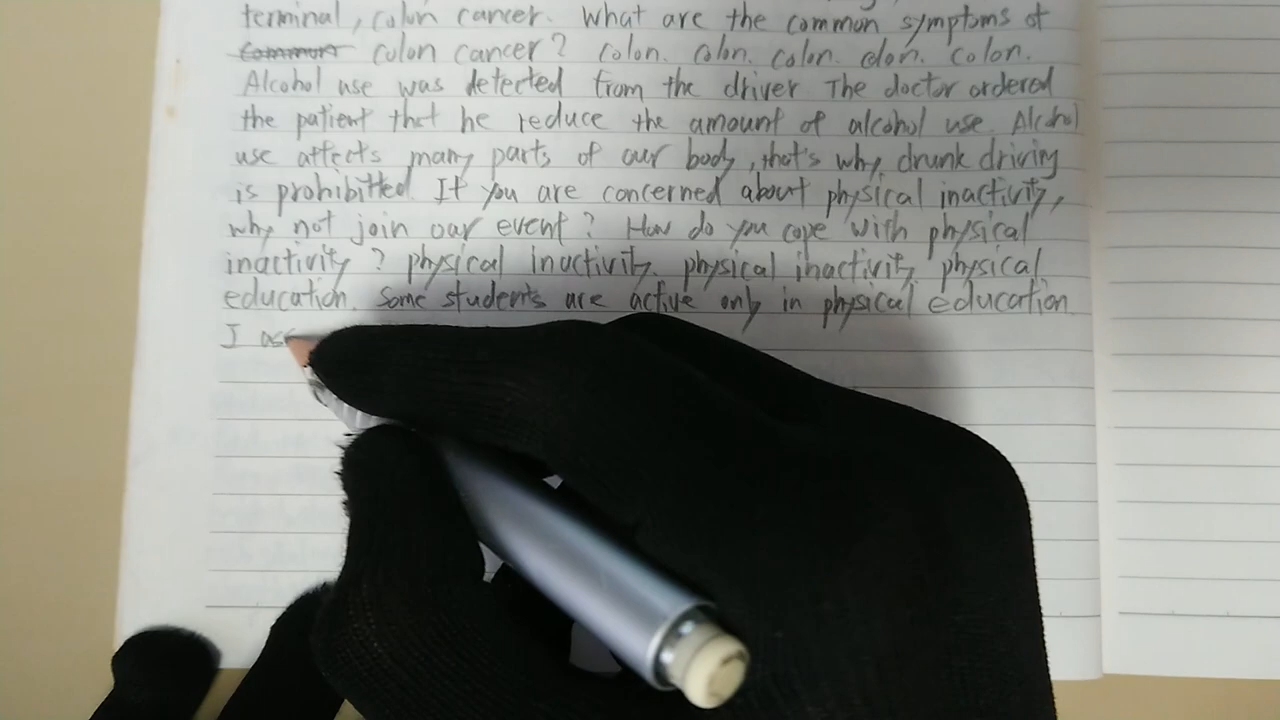 terminal, colon cancer. What are the common symptoms of
common colon cancer? colon. colon. colon. colon. colon.
Alcohol use was detected from the driver The doctor ordered
the patient that he reduce the amount of alcohol use. Alcohol
use affects many parts of our body, that's why drunk driving
is prohibitted. If you are concerned about physical inactivity,
why not join our event? How do you cope with physical
inactivity? physical inactivity. physical inactivity physical
education. Some students are active only in physical education.
I